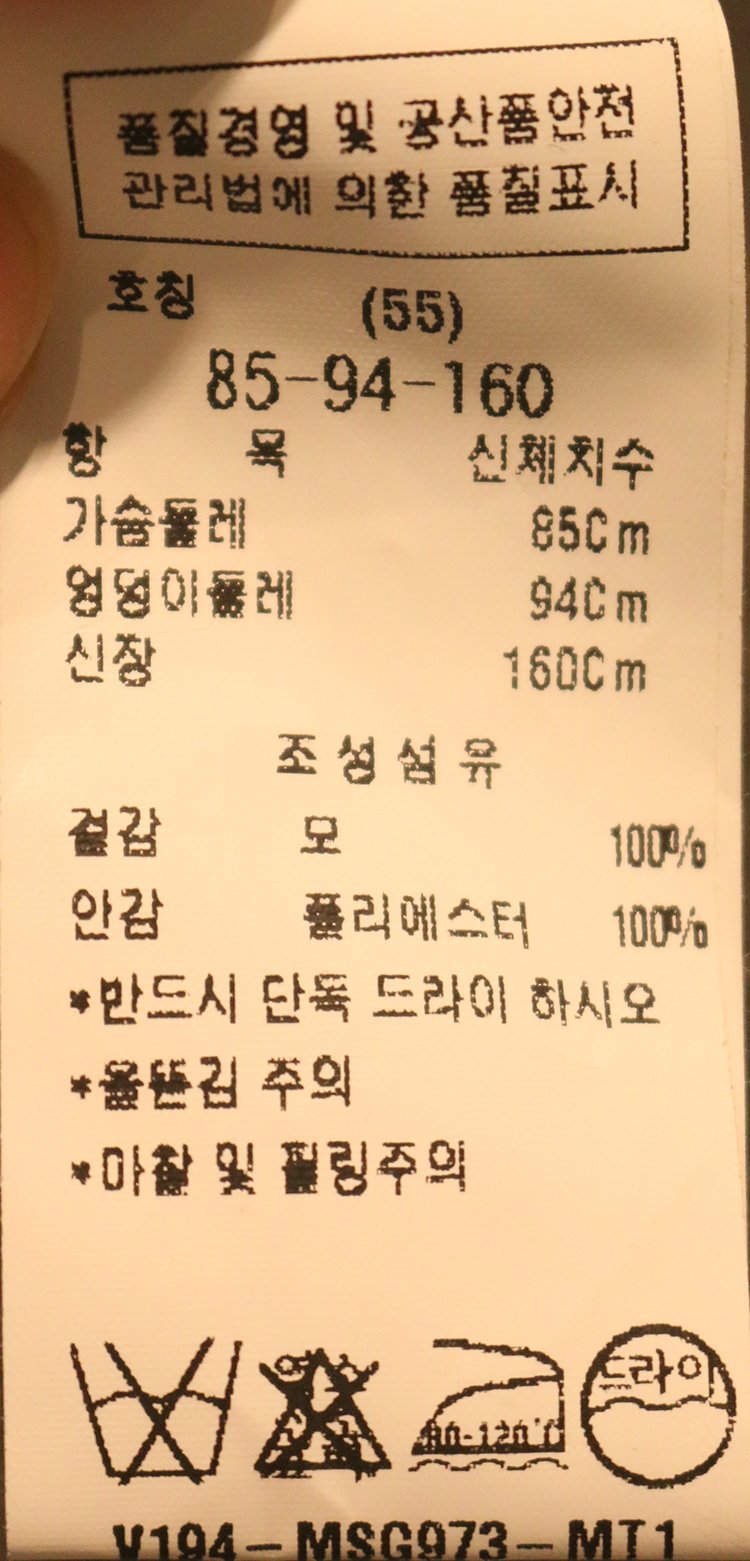 품질경영 및 공산품안전
관리법에 의한 품질표시
호칭 (55)
85-94-160
항 목 신체치수
가슴둘레 85Cm
엉덩이둘레 94Cm
신장 160Cm
조성섬유
겉감 모 100%
안감 폴리에스터 100%
*반드시 단독 드라이 하시오
*올뜯김 주의
*마찰 및 필링주의
80-120℃ 드라이
V194-MSG973-MT1